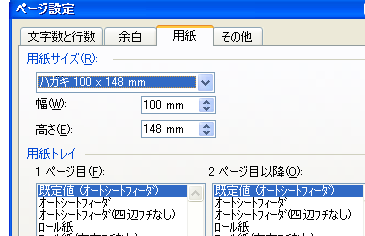 ページ設定
文字数と行数 余白 用紙 その他
用紙サイズ(R):
ハガキ 100 x 148 mm
幅(W): 100 mm
高さ(E): 148 mm
用紙トレイ
1 ページ目(F): 2 ページ目以降(O):
既定値 (オートシートフィーダ) 既定値 (オートシートフィーダ)
オートシートフィーダ オートシートフィーダ
オートシートフィーダ(四辺フチなし) オートシートフィーダ(四辺フチなし)
ロール紙 ロール紙